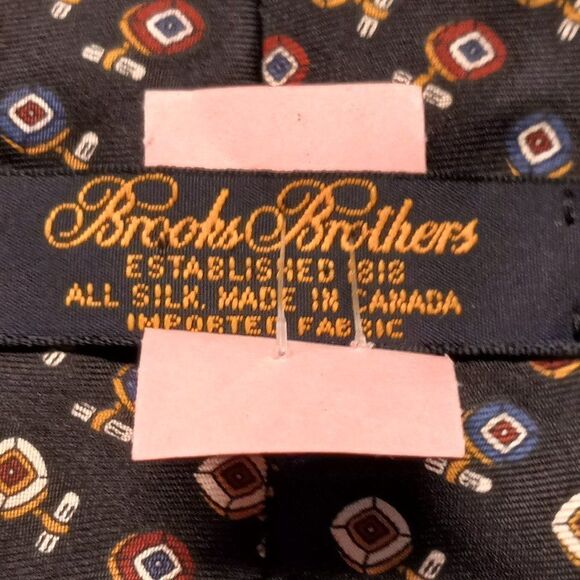 Brooks Brothers
ESTABLISHED 1818
ALL SILK. MADE IN CANADA
IMPORTED FABRIC